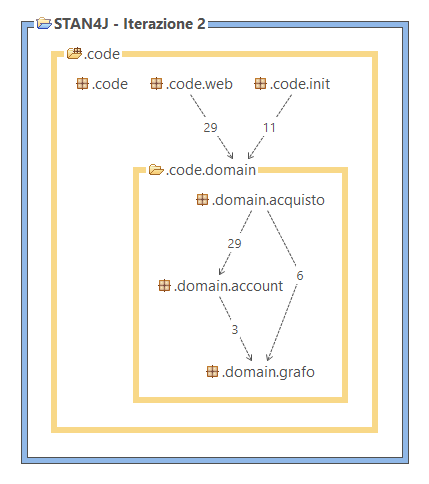 STAN4J - Iterazione 2
.code
.code .code.web .code.init
29 11
.code.domain
.domain.acquisto
29
6
.domain.account
3
.domain.grafo